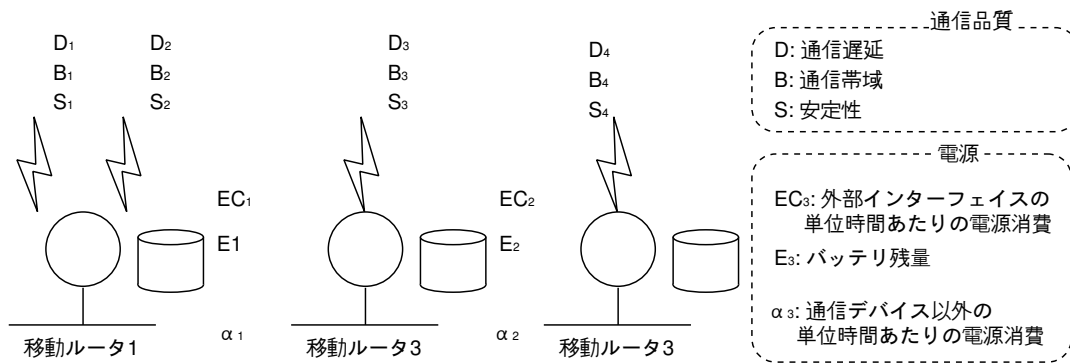 D1 D2 D3 D4
B1 B2 B3 B4
S1 S2 S3 S4
EC1 EC2
E1 E2
α1 α2
移動ルータ1 移動ルータ3 移動ルータ3
通信品質
D: 通信遅延
B: 通信帯域
S: 安定性
電源
EC3: 外部インターフェイスの
単位時間あたりの電源消費
E3: バッテリ残量
α3: 通信デバイス以外の
単位時間あたりの電源消費